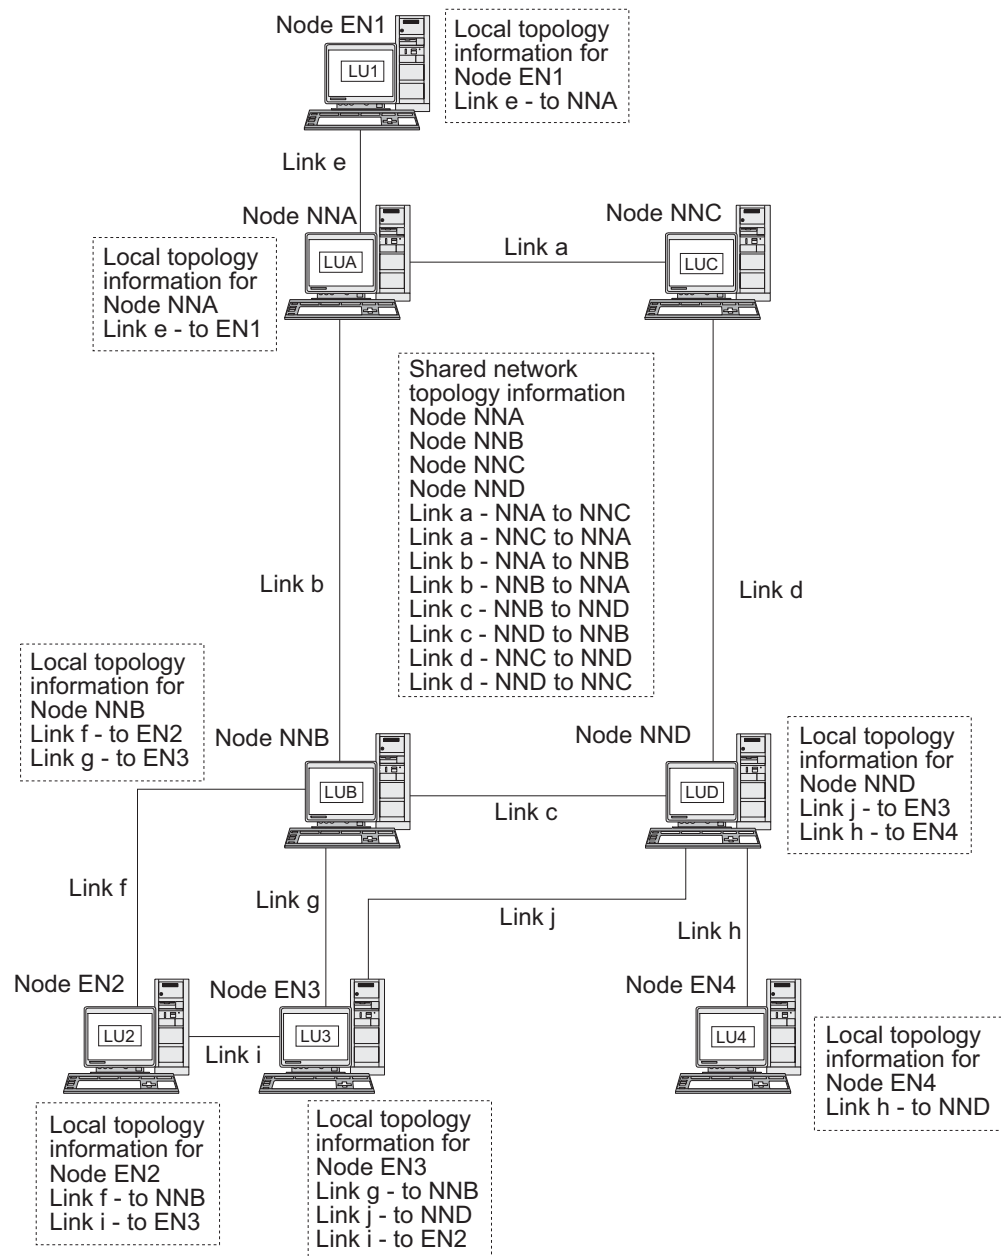 Node EN1
LU1
Local topology
information for
Node EN1
Link e - to NNA
Link e
Node NNA
LUA
Local topology
information for
Node NNA
Link e - to EN1
Link a
Node NNC
LUC
Shared network
topology information
Node NNA
Node NNB
Node NNC
Node NND
Link a - NNA to NNC
Link a - NNC to NNA
Link b - NNA to NNB
Link b - NNB to NNA
Link c - NNB to NND
Link c - NND to NNB
Link d - NNC to NND
Link d - NND to NNC
Link b
Link d
Local topology
information for
Node NNB
Link f - to EN2
Link g - to EN3
Node NNB
LUB
Link c
Node NND
LUD
Local topology
information for
Node NND
Link j - to EN3
Link h - to EN4
Link f
Link g
Link j
Link h
Node EN2
LU2
Link i
Node EN3
LU3
Node EN4
LU4
Local topology
information for
Node EN4
Link h - to NND
Local topology
information for
Node EN2
Link f - to NNB
Link i - to EN3
Local topology
information for
Node EN3
Link g - to NNB
Link j - to NND
Link i - to EN2